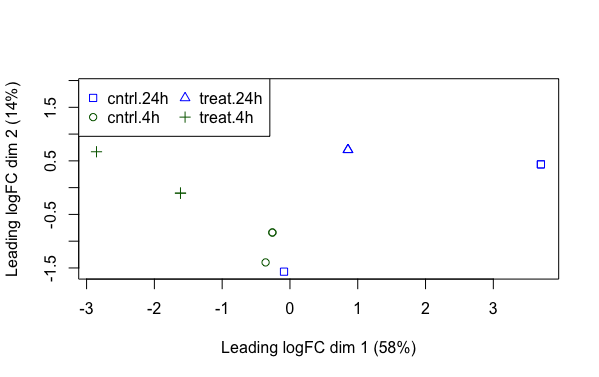 cntrl.24h treat.24h
cntrl.4h treat.4h
Leading logFC dim 2 (14%)
1.5
0.5
-0.5
-1.5
-3 -2 -1 0 1 2 3
Leading logFC dim 1 (58%)